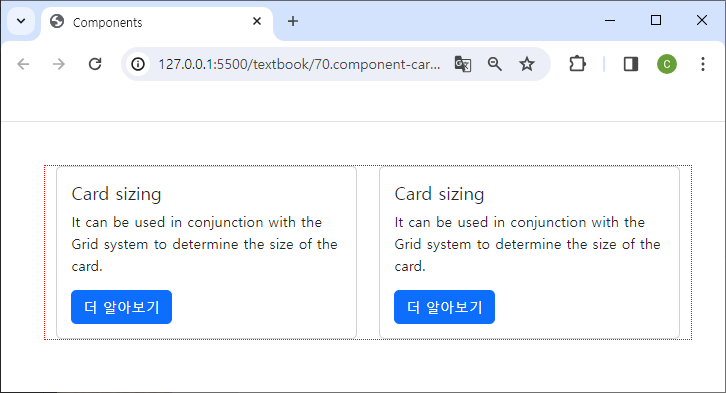 Components
127.0.0.1:5500/textbook/70.component-car...
C
Card sizing
It can be used in conjunction with the
Grid system to determine the size of the
card.
더 알아보기
Card sizing
It can be used in conjunction with the
Grid system to determine the size of the
card.
더 알아보기